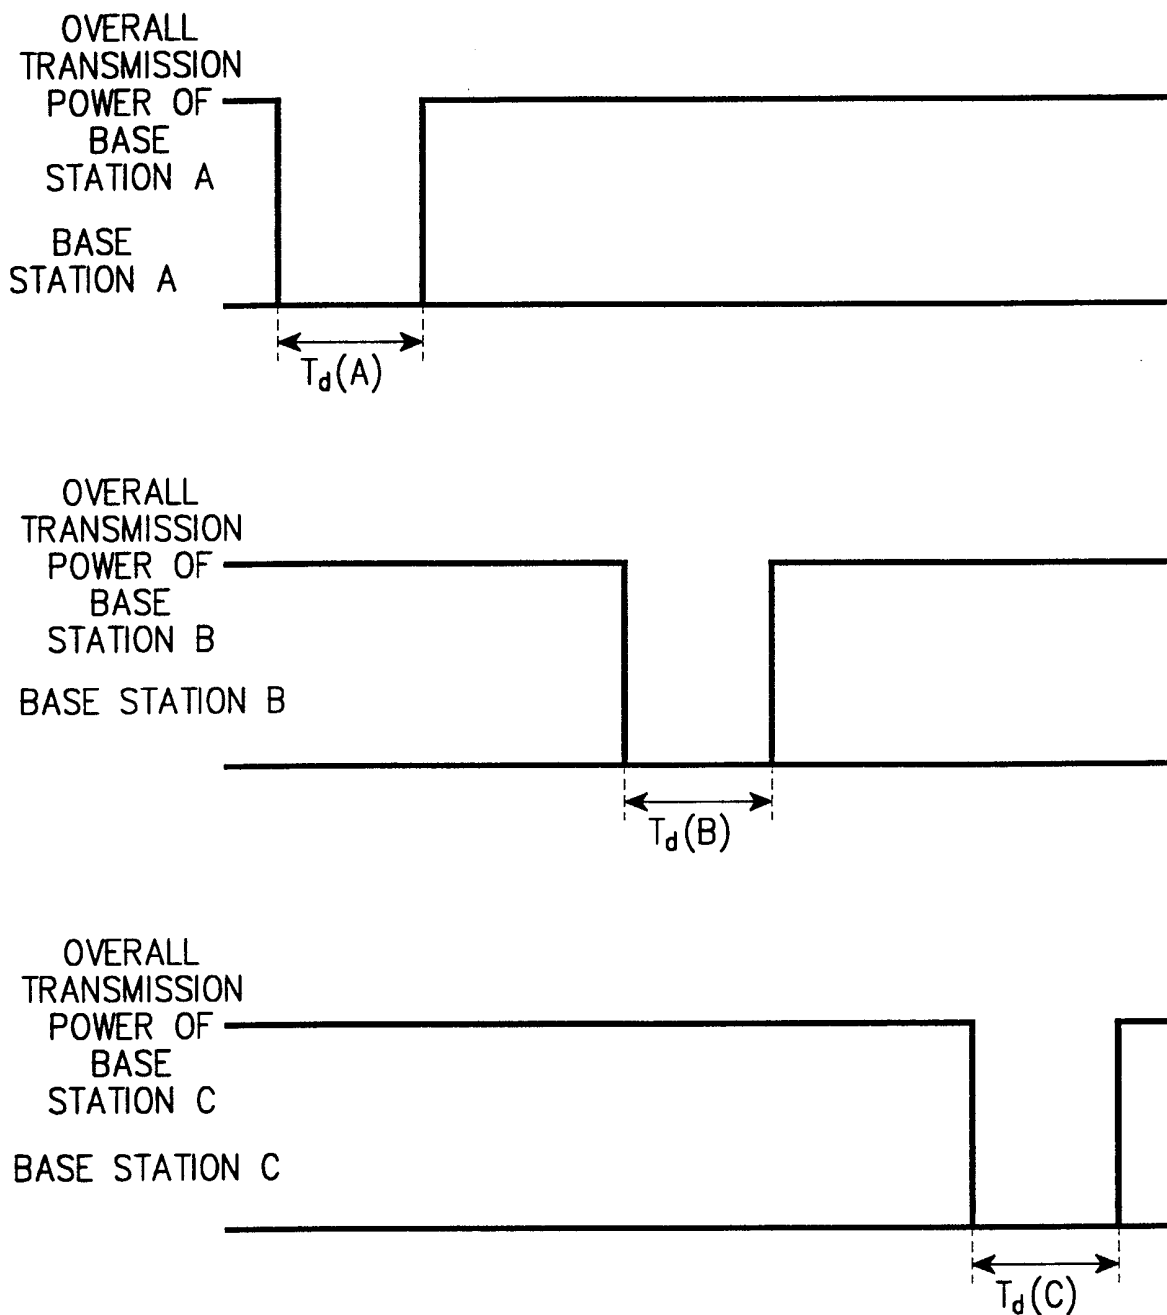 OVERALL
TRANSMISSION
POWER OF
BASE
STATION A
BASE
STATION A
Td(A)
OVERALL
TRANSMISSION
POWER OF
BASE
STATION B
BASE STATION B
Td(B)
OVERALL
TRANSMISSION
POWER OF
BASE
STATION C
BASE STATION C
Td(C)